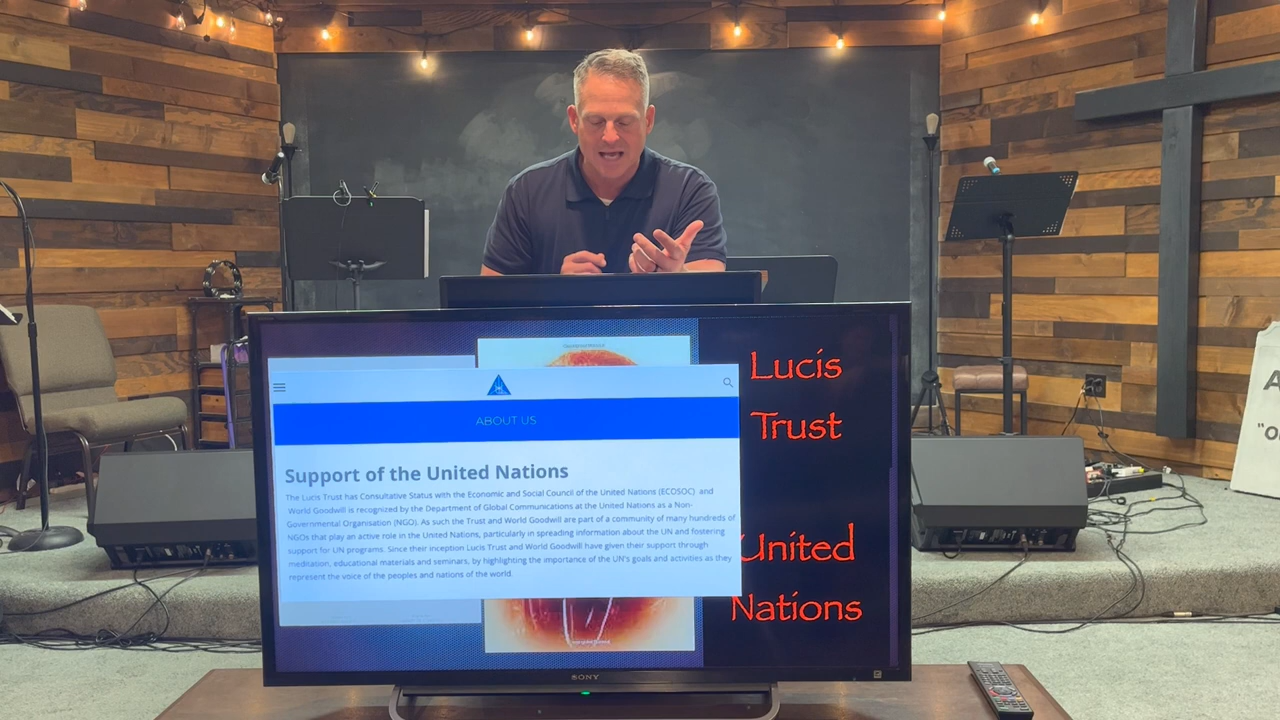 Lucis
Trust
ABOUT US
Support of the United Nations
The Lucis Trust has Consultative Status with the Economic and Social Council of the United Nations (ECOSOC) and
World Goodwill is recognized by the Department of Global Communications at the United Nations as a Non-
Governmental Organisation (NGO). As such the Trust and World Goodwill are part of a community of many hundreds of
NGOs that play an active role in the United Nations, particularly in spreading information about the UN and fostering
support for UN programs. Since their inception Lucis Trust and World Goodwill have given their support through
meditation, educational materials and seminars, by highlighting the importance of the UN's goals and activities as they
represent the voice of the peoples and nations of the world
United
Nations
SONY